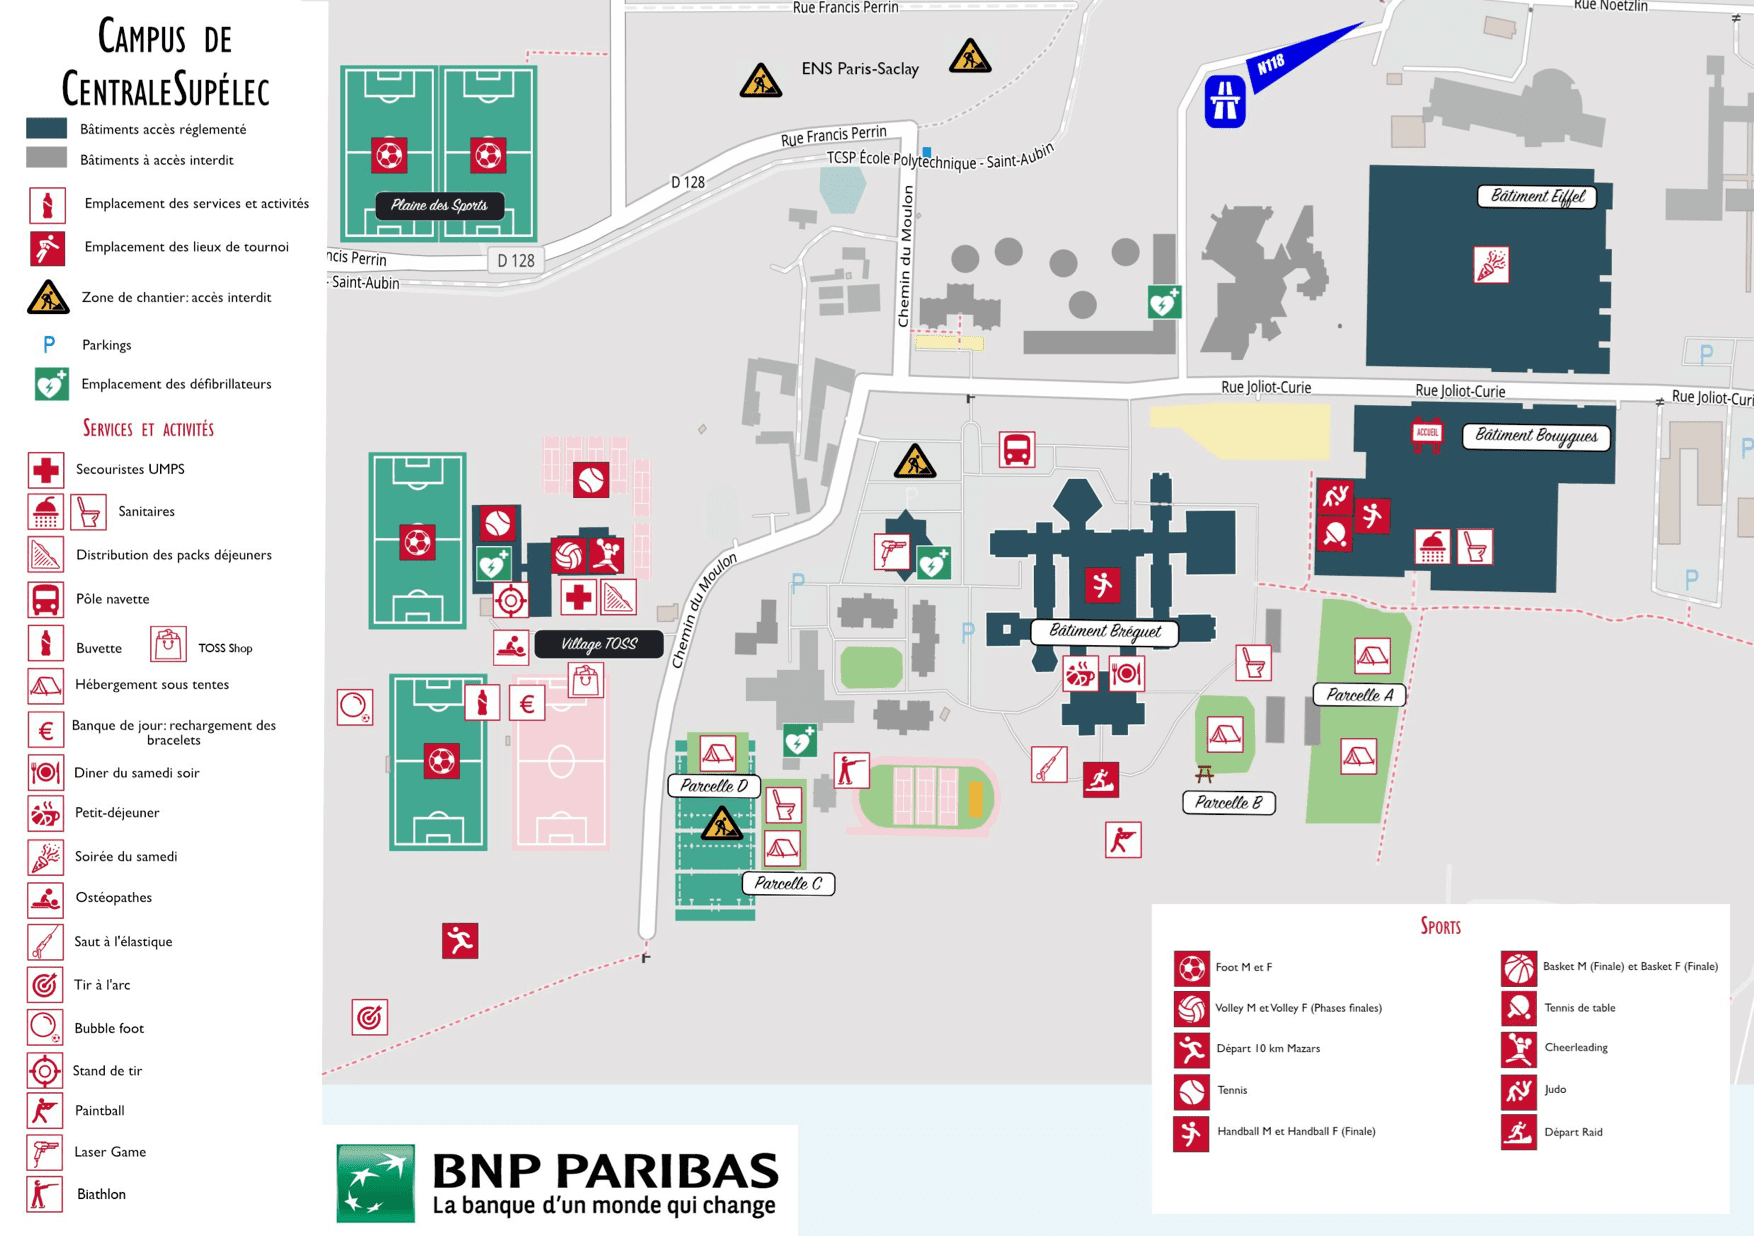 CAMPUS DE
CENTRALESUPÉLEC
Bâtiments accès réglementé
Bâtiments à accès interdit
Emplacement des services et activités
Emplacement des lieux de tournoi
Zone de chantier: accès interdit
P
Parkings
Emplacement des défibrillateurs
SERVICES ET ACTIVITÉS
Secouristes UMPS
Sanitaires
Distribution des packs déjeuners
Pôle navette
Buvette
TOSS Shop
Hébergement sous tentes
€
Banque de jour: rechargement des
bracelets
Diner du samedi soir
Petit-déjeuner
Soirée du samedi
Ostéopathes
Saut à l'élastique
Tir à l'arc
Bubble foot
Stand de tir
Paintball
Laser Game
Biathlon
Rue Francis Perrin
Rue Noetzlin
N118
ENS Paris-Saclay
Rue Francis Perrin
TCSP École Polytechnique - Saint-Aubin
D 128
Plaine des Sports
Bâtiment Eiffel
ncis Perrin
D 128
- Saint-Aubin
Chemin du Moulon
P
Rue Joliot-Curie
Rue Joliot-Curie
Rue Joliot-Curi
ACCUEIL
Bâtiment Bouygues
P
P
P
P
P
P
Chemin du Moulon
Village TOSS
Bâtiment Bréguet
€
Parcelle A
Parcelle D
Parcelle B
Parcelle C
SPORTS
Foot M et F
Volley M et Volley F (Phases finales)
Départ 10 km Mazars
Tennis
Handball M et Handball F (Finale)
Basket M (Finale) et Basket F (Finale)
Tennis de table
Cheerleading
Judo
Départ Raid
BNP PARIBAS
La banque d'un monde qui change